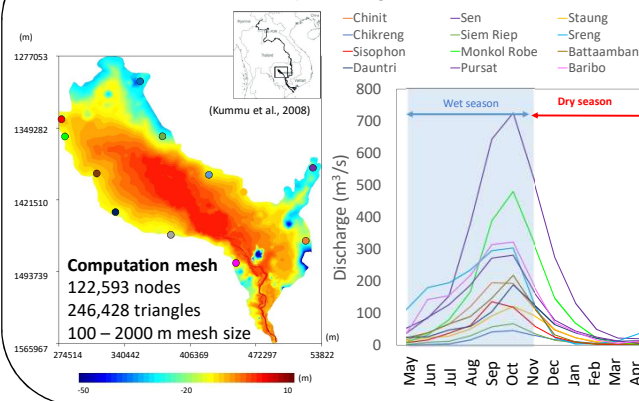 Chinit
Sen
Staung
Chikreng
Siem Riep
Sreng
Sisophon
Monkol Robe
Battaamban
Dauntri
Pursat
Baribo
(m)
1277053
1349282
1421510
1493739
1565967
(Kummu et al., 2008)
Computation mesh
122,593 nodes
246,428 triangles
100 – 2000 m mesh size
(m)
274514 340442 406369 472297 53822
-50 -20 10 (m)
Discharge (m³/s)
800
700
600
500
400
300
200
100
0
Wet season
Dry season
May Jun Jul Aug Sep Oct Nov Dec Jan Feb Mar Apr